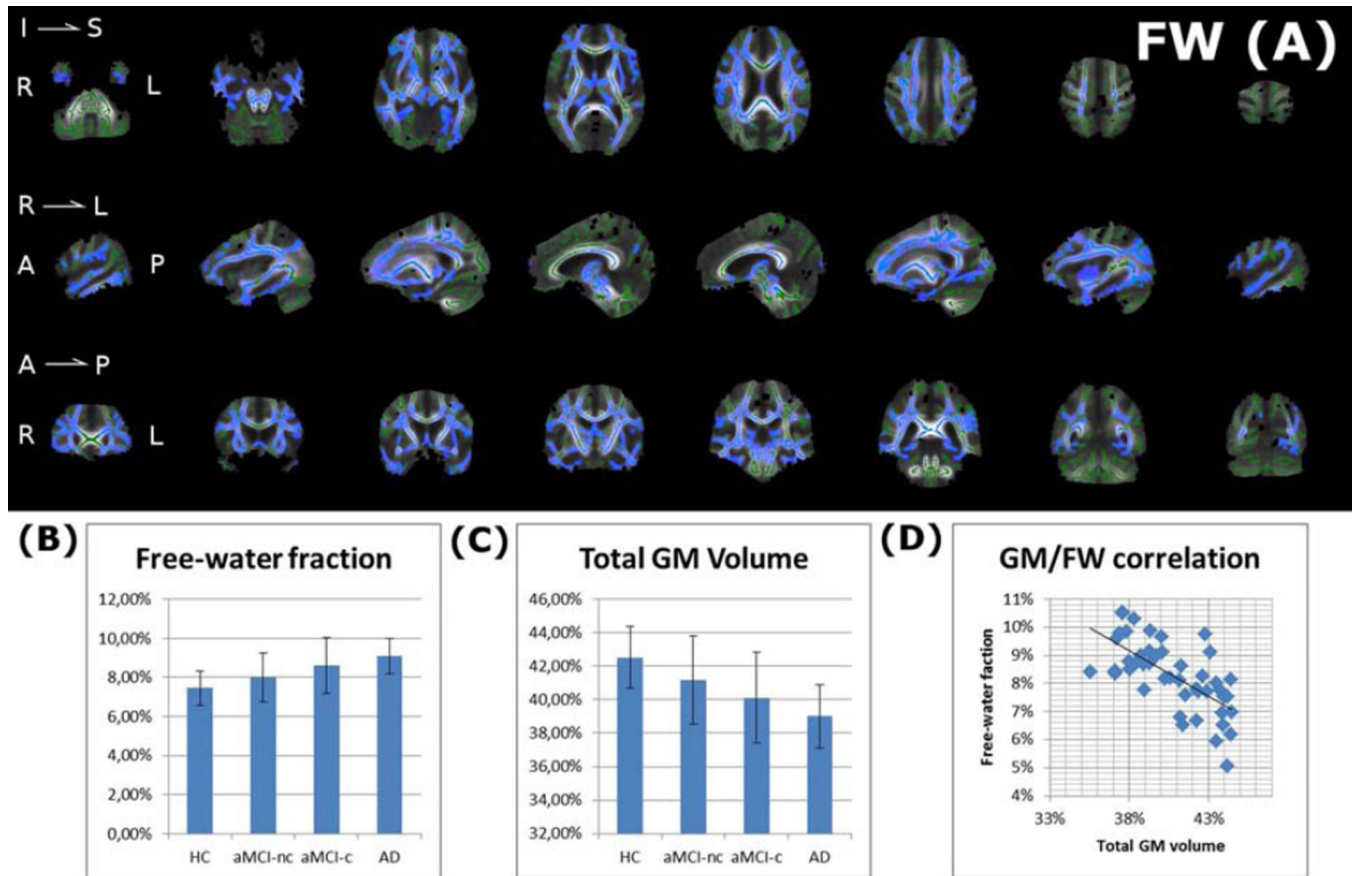 I → S
FW (A)
R L
R → L
A P
A → P
R L
(B)
Free-water fraction
12,00%
10,00%
8,00%
6,00%
4,00%
2,00%
0,00%
HC aMCI-nc aMCI-c AD
(C)
Total GM Volume
46,00%
44,00%
42,00%
40,00%
38,00%
36,00%
34,00%
32,00%
HC aMCI-nc aMCI-c AD
(D)
GM/FW correlation
Free-water faction
11%
10%
9%
8%
7%
6%
5%
4%
33% 38% 43%
Total GM volume